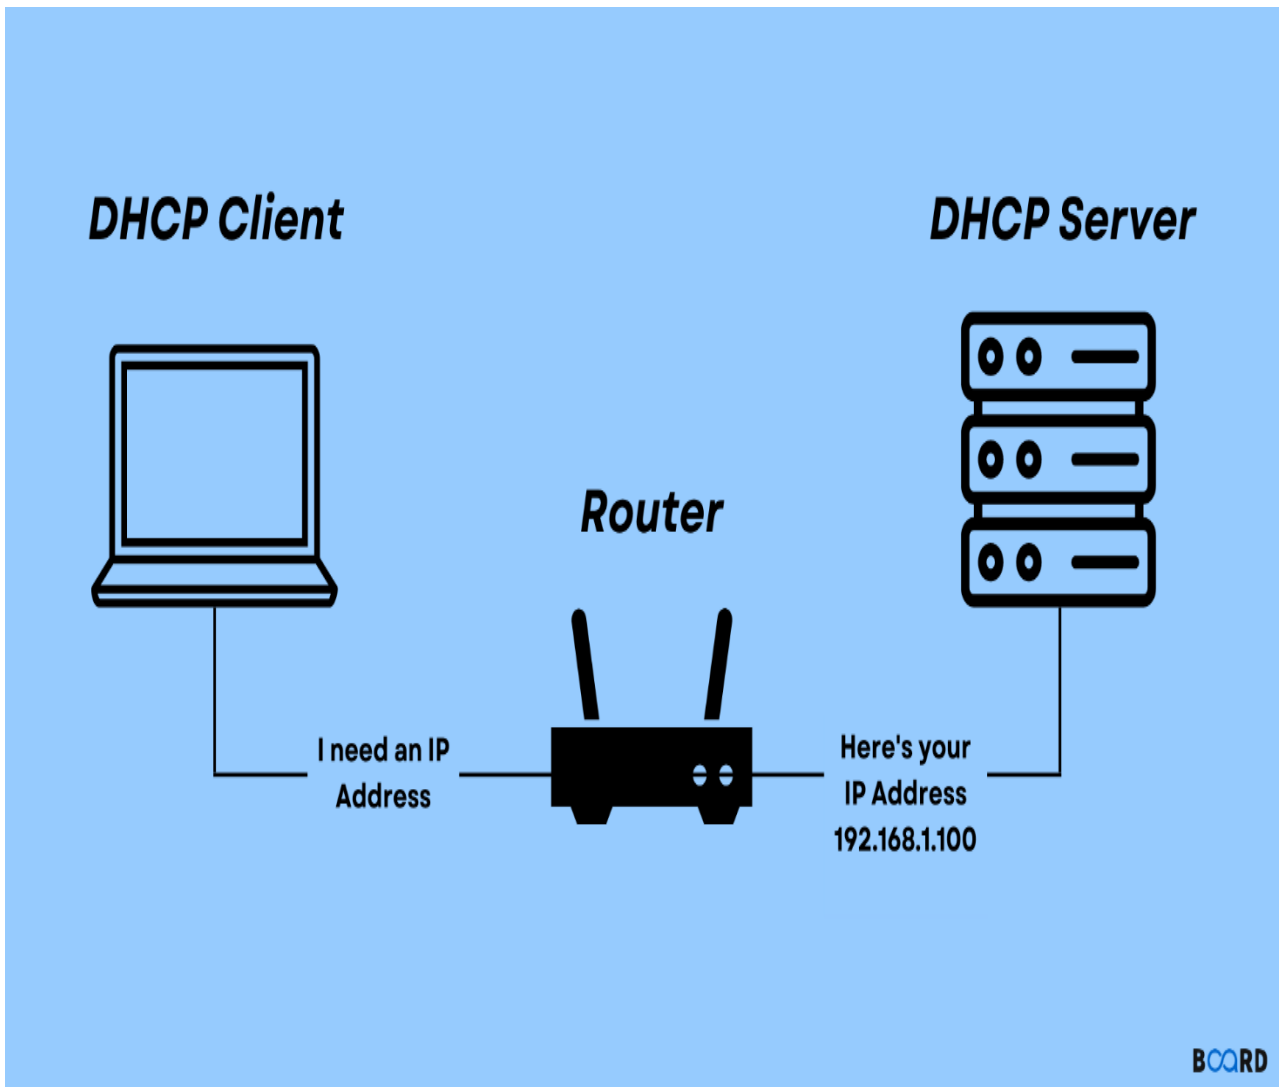 DHCP Client
DHCP Server
Router
I need an IP
Address
Here's your
IP Address
192.168.1.100
BOARD